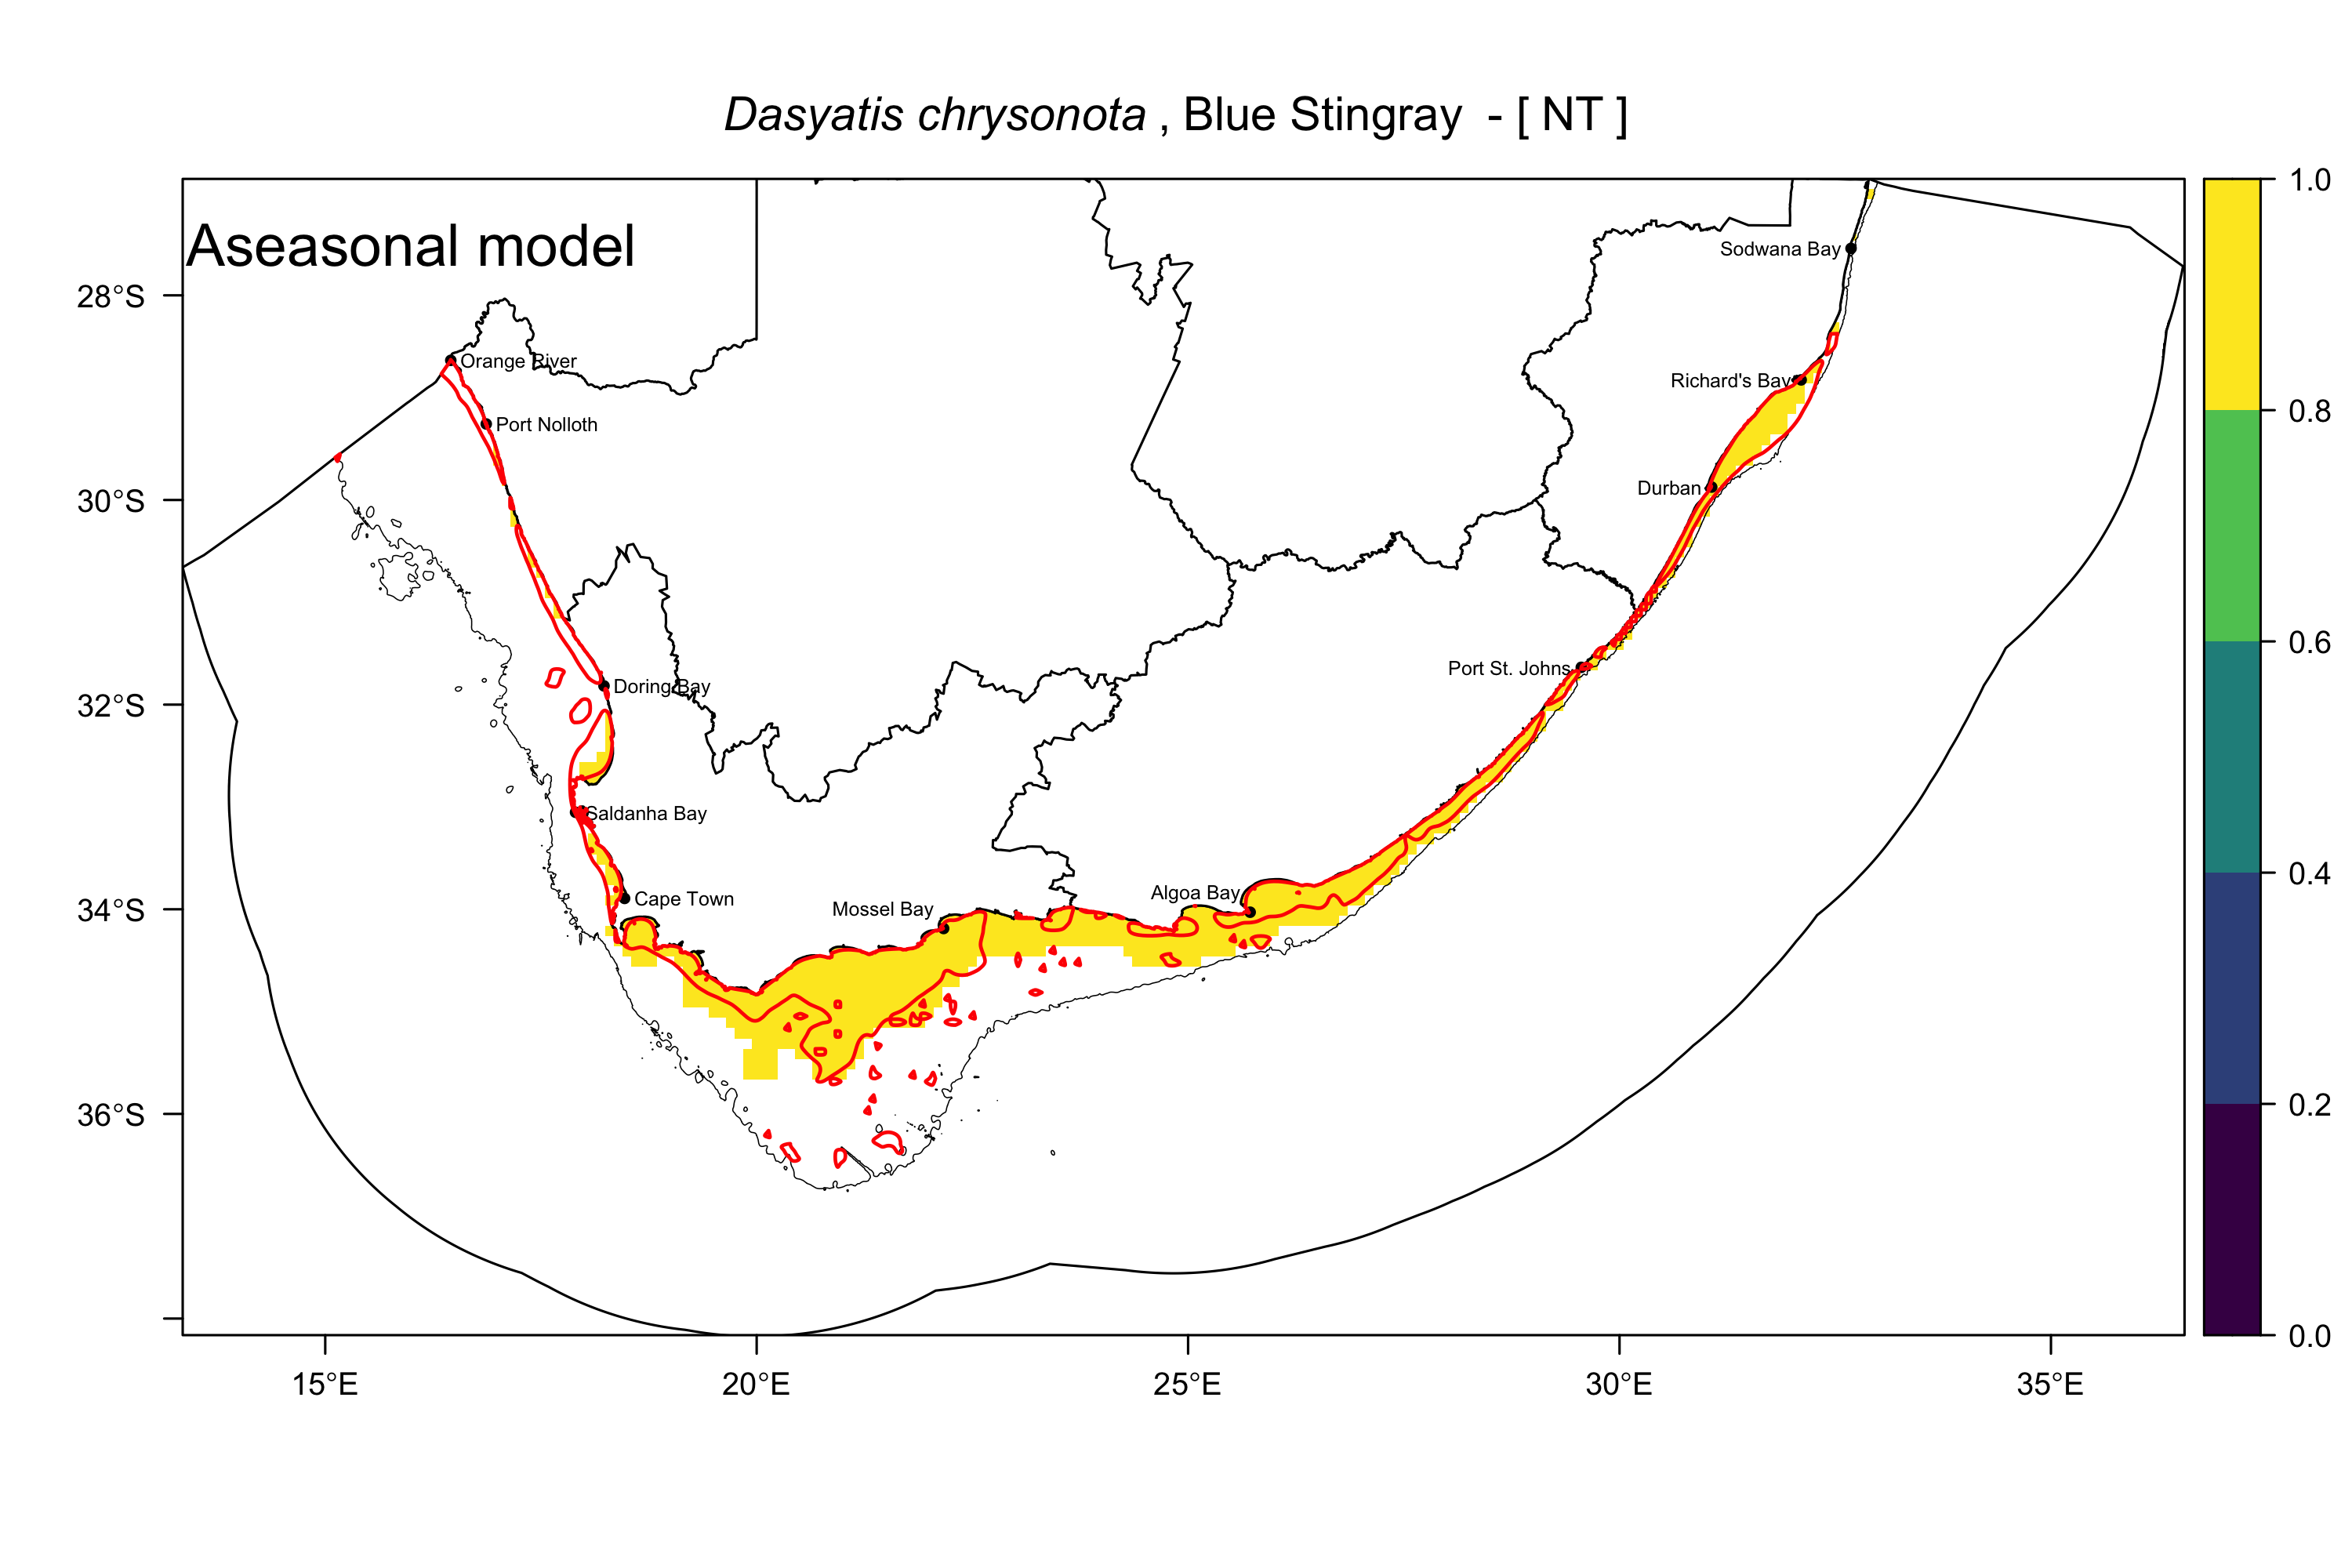 Dasyatis chrysonota , Blue Stingray - [ NT ]
Aseasonal model
1.0
0.8
0.6
0.4
0.2
0.0
28°S
30°S
32°S
34°S
36°S
15°E
20°E
25°E
30°E
35°E
Sodwana Bay
Orange River
Richard's Bay
Port Nolloth
Durban
Port St. Johns
Doring Bay
Saldanha Bay
Algoa Bay
Cape Town
Mossel Bay